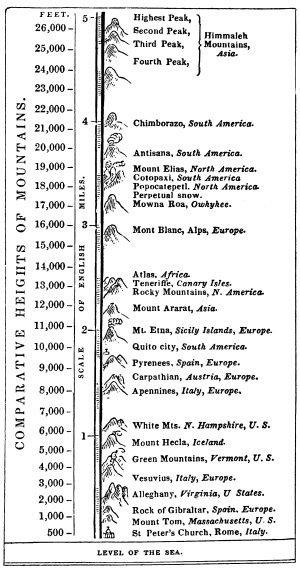 FEET.
26,000
25,000
24,000
23,000
22,000
21,000
20,000
19,000
18,000
17,000
16,000
15,000
14,000
13,000
12,000
11,000
10,000
9,000
8,000
7,000
6,000
5,000
4,000
3,000
2,000
1,000
500
COMPARATIVE HEIGHTS OF MOUNTAINS.
SCALE OF ENGLISH MILES.
5
4
3
2
1
Highest Peak,
Second Peak,
Third Peak,
Fourth Peak,
Himmaleh
Mountains,
Asia.
Chimborazo, South America.
Antisana, South America.
Mount Elias, North America.
Cotopaxi, South America
Popocatepetl. North America.
Perpetual snow.
Mowna Roa, Owhyhee.
Mont Blanc, Alps, Europe.
Atlas, Africa.
Teneriffe, Canary Isles.
Rocky Mountains, N. America.
Mount Ararat, Asia.
Mt. Etna, Sicily Islands, Europe.
Quito city, South America.
Pyrenees, Spain, Europe.
Carpathian, Austria, Europe.
Apennines, Italy, Europe.
White Mts. N. Hampshire, U. S.
Mount Hecla, Iceland.
Green Mountains, Vermont, U. S.
Vesuvius, Italy, Europe.
Alleghany, Virginia, U States.
Rock of Gibraltar, Spain. Europe.
Mount Tom, Massachusetts, U. S.
St Peter's Church, Rome, Italy.
LEVEL OF THE SEA.